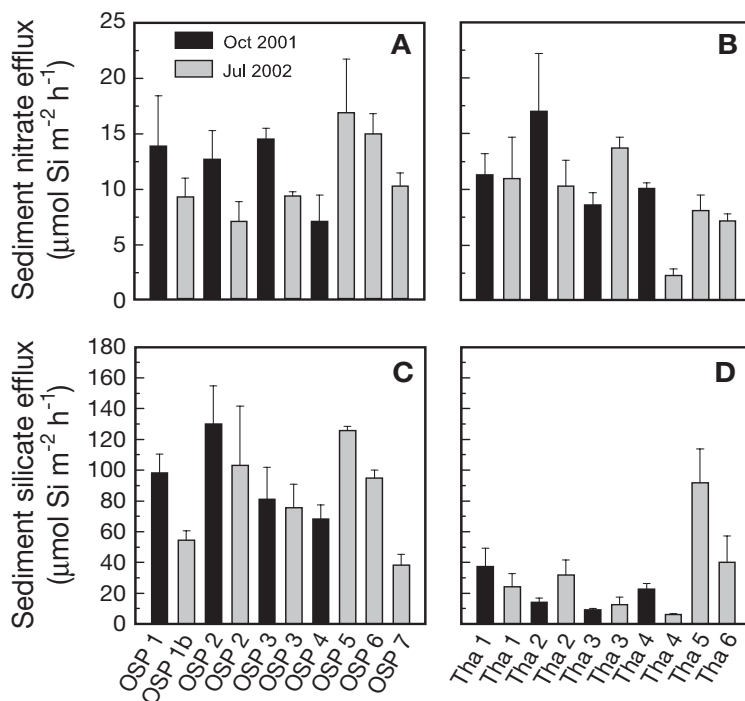 Sediment nitrate efflux
(μmol Si m⁻² h⁻¹)
25
20
15
10
5
0
Oct 2001
Jul 2002
A
B
Sediment silicate efflux
(μmol Si m⁻² h⁻¹)
180
160
140
120
100
80
60
40
20
0
C
D
OSP 1
OSP 1b
OSP 2
OSP 2
OSP 3
OSP 3
OSP 4
OSP 5
OSP 6
OSP 7
Tha 1
Tha 1
Tha 2
Tha 2
Tha 3
Tha 3
Tha 4
Tha 4
Tha 5
Tha 6